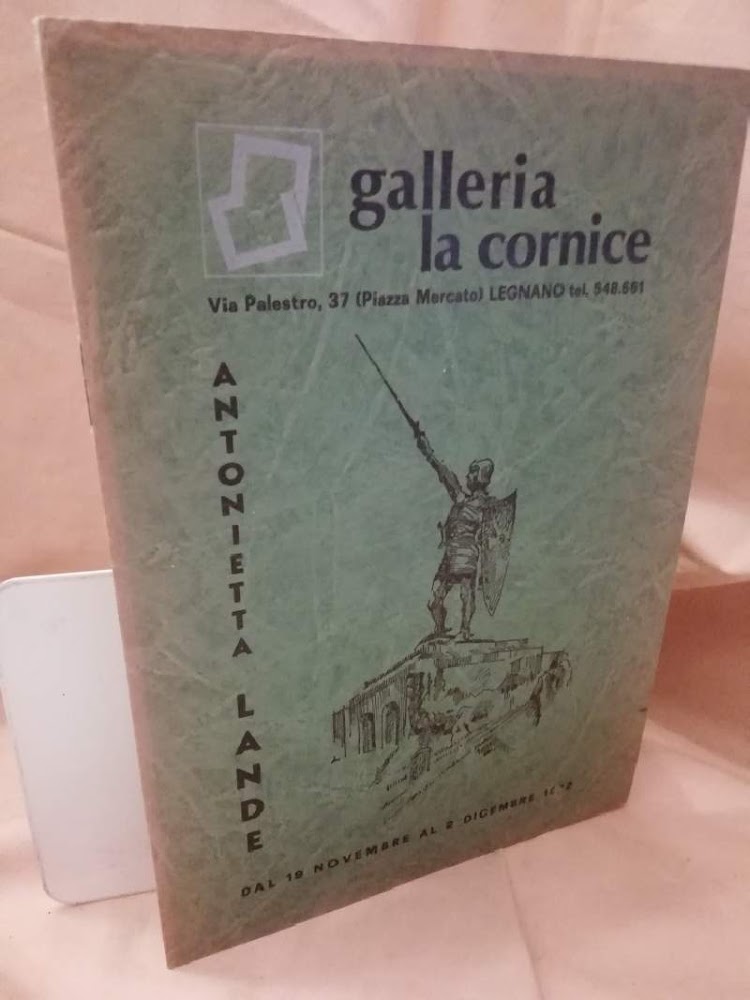 galleria
la cornice
Via Palestro, 37 (Piazza Mercato) LEGNANO tel. 548.661
ANTONIETTA LANDE
DAL 19 NOVEMBRE AL 2 DICEMBRE